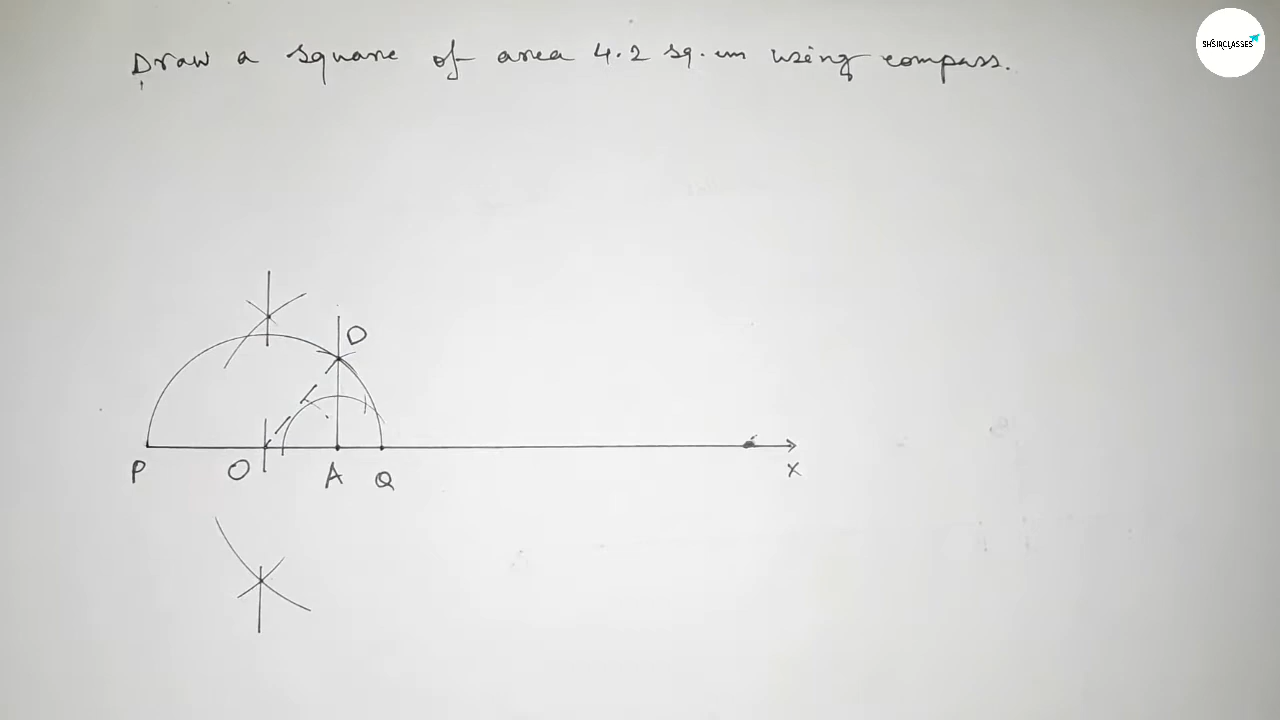 SHSIRCLASSES
Draw a square of area 4.2 sq.cm using compass.
D
P O A Q X